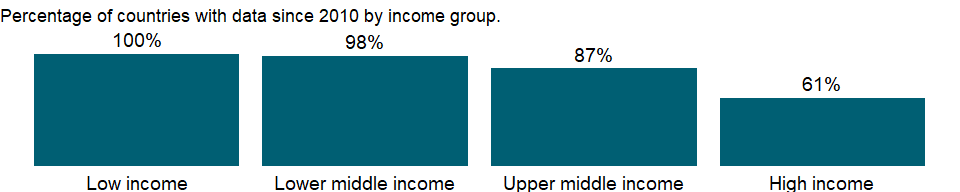 Percentage of countries with data since 2010 by income group.
100%
98%
87%
61%
Low income
Lower middle income
Upper middle income
High income